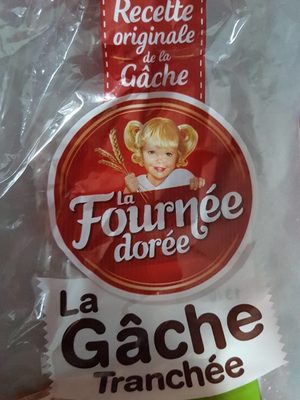 Recette
originale
de la
Gâche
la
Fournée
dorée
La
Gâche
Tranchée